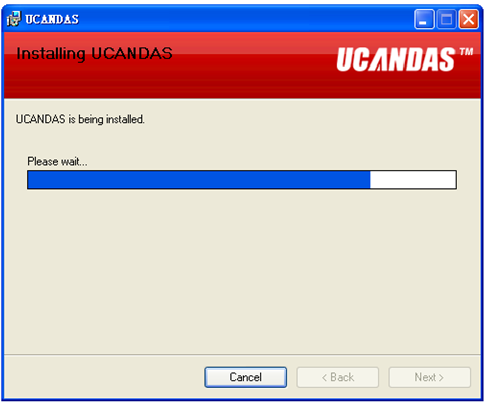 UCANDAS
Installing UCANDAS
UCANDAS™
UCANDAS is being installed.
Please wait...
Cancel
< Back
Next >